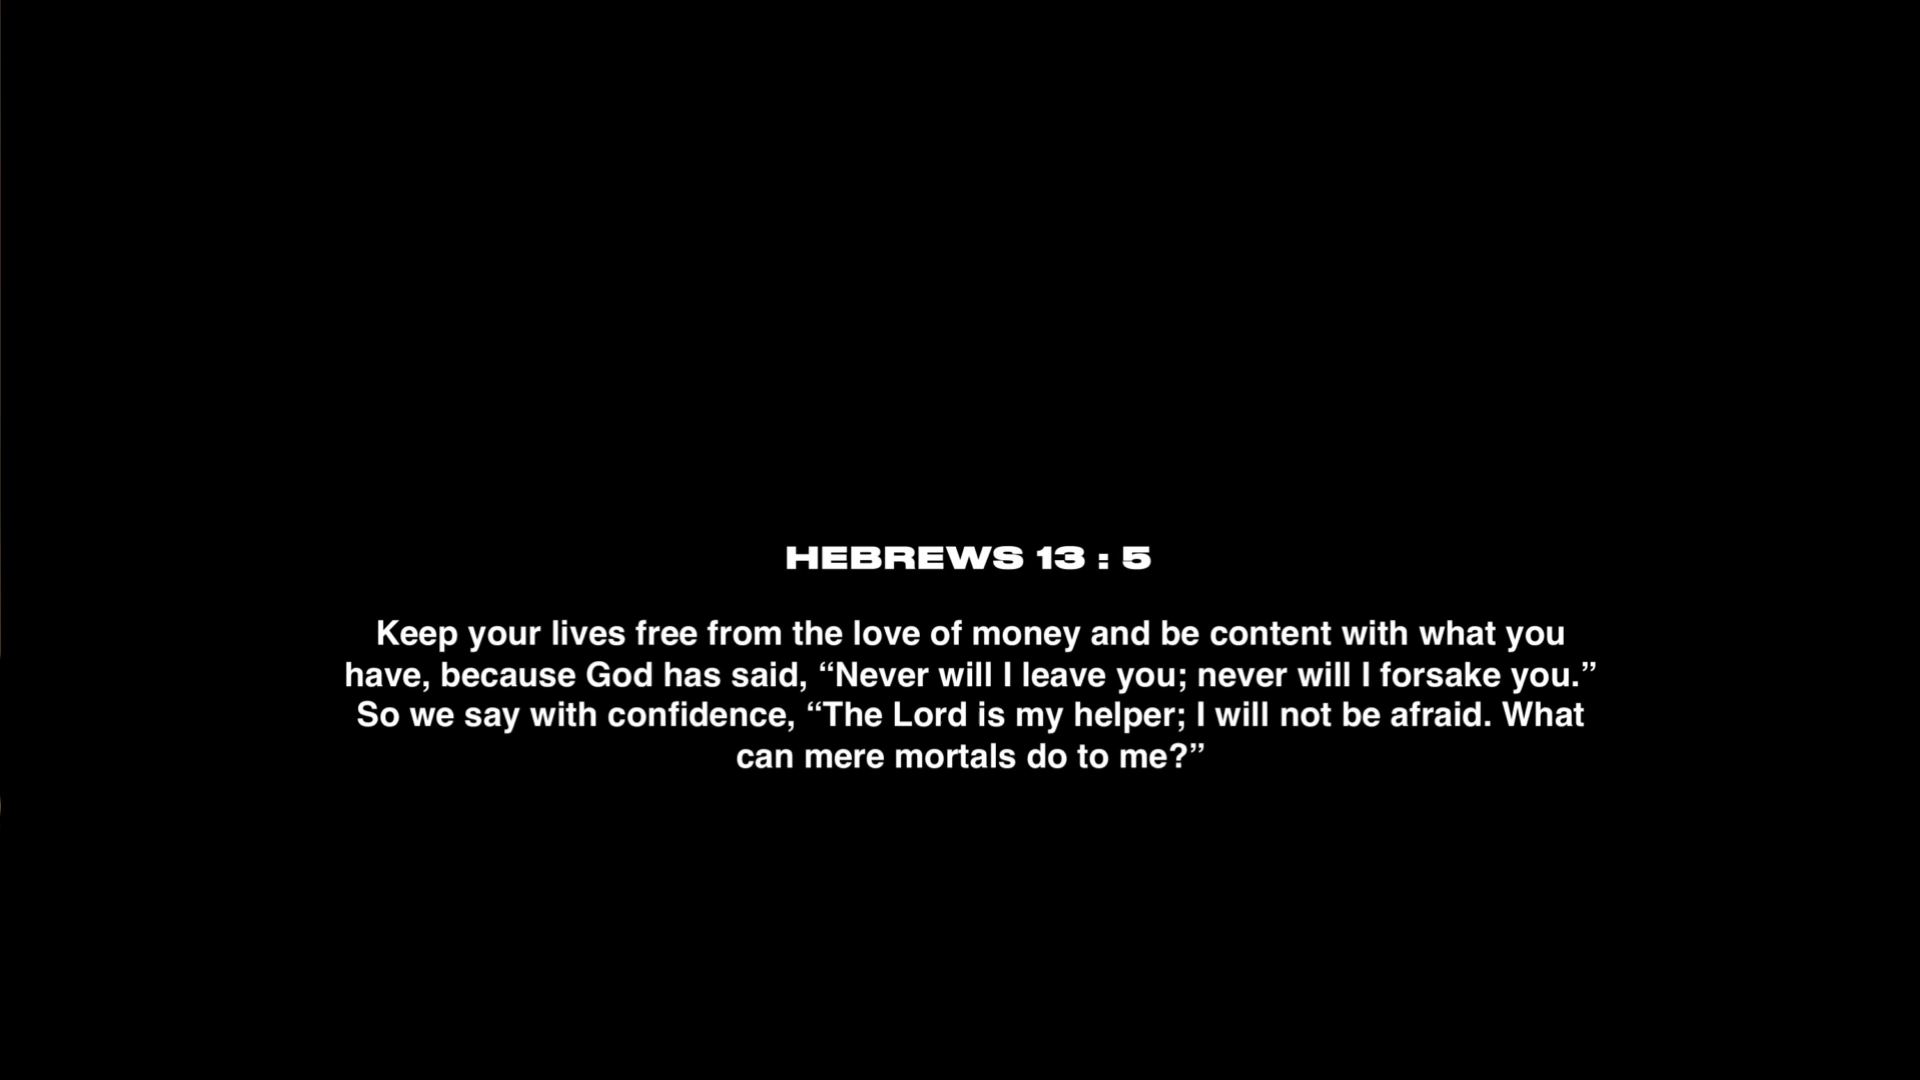 HEBREWS 13 : 5
Keep your lives free from the love of money and be content with what you
have, because God has said, “Never will I leave you; never will I forsake you.”
So we say with confidence, “The Lord is my helper; I will not be afraid. What
can mere mortals do to me?”